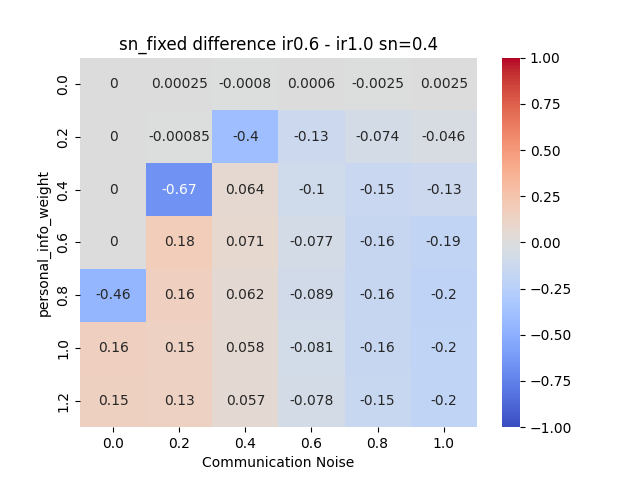 sn_fixed difference ir0.6 - ir1.0 sn=0.4
0.0 0 0.00025 -0.0008 0.0006 -0.0025 0.0025
0.2 0 -0.00085 -0.4 -0.13 -0.074 -0.046
0.4 0 -0.67 0.064 -0.1 -0.15 -0.13
0.6 0 0.18 0.071 -0.077 -0.16 -0.19
0.8 -0.46 0.16 0.062 -0.089 -0.16 -0.2
1.0 0.16 0.15 0.058 -0.081 -0.16 -0.2
1.2 0.15 0.13 0.057 -0.078 -0.15 -0.2
personal_info_weight
0.0 0.2 0.4 0.6 0.8 1.0
Communication Noise
1.00
0.75
0.50
0.25
0.00
−0.25
−0.50
−0.75
−1.00